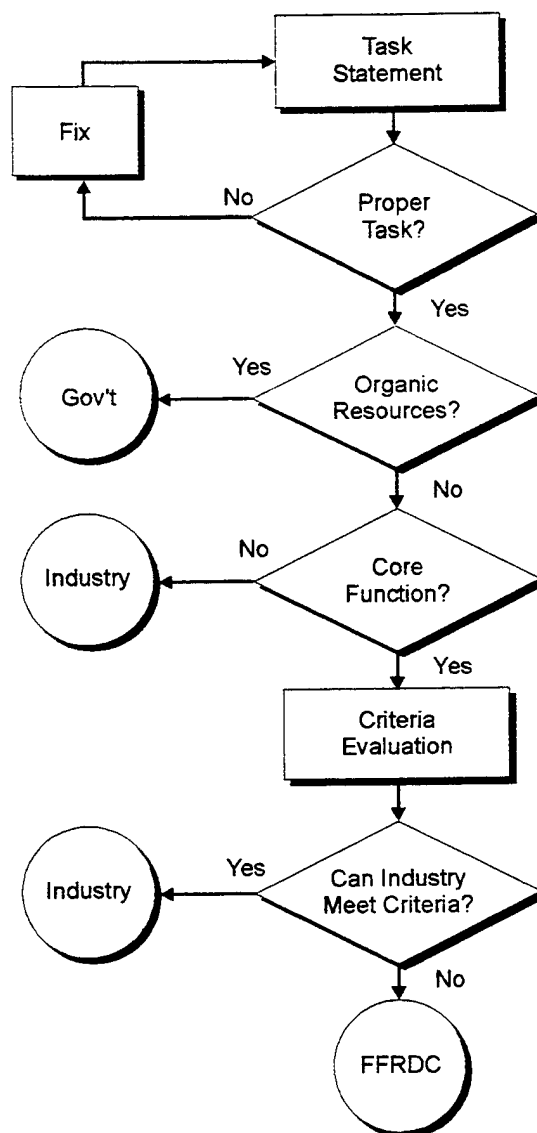 Task
Statement
Fix
No
Proper
Task?
Yes
Yes
Gov't
Organic
Resources?
No
No
Industry
Core
Function?
Yes
Criteria
Evaluation
Yes
Industry
Can Industry
Meet Criteria?
No
FFRDC